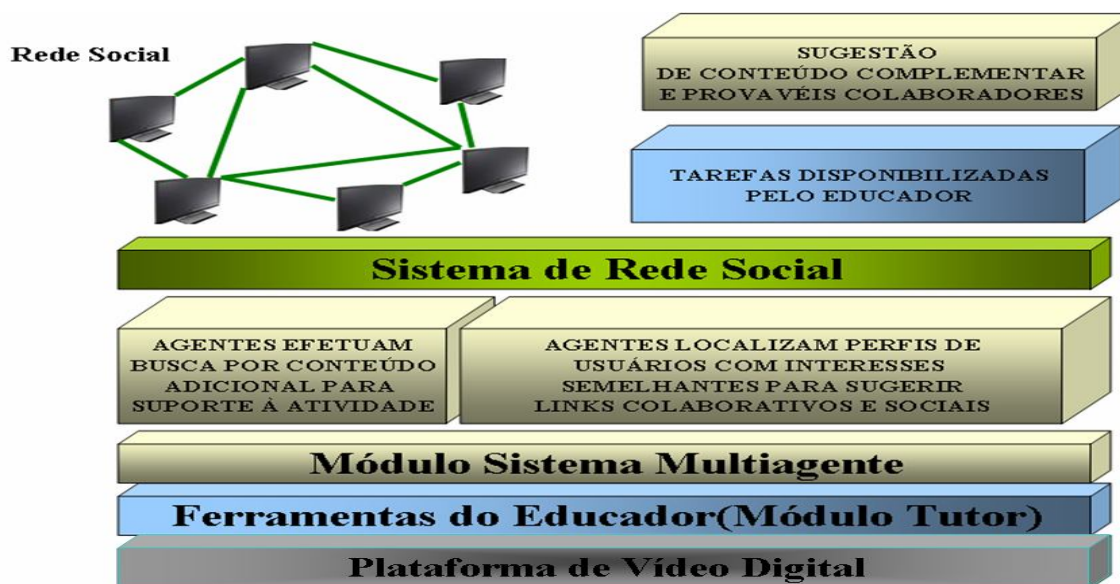 Rede Social
SUGESTÃO
DE CONTEÚDO COMPLEMENTAR
E PROVAVÉIS COLABORADORES
TAREFAS DISPONIBILIZADAS
PELO EDUCADOR
Sistema de Rede Social
AGENTES EFETUAM
BUSCA POR CONTEÚDO
ADICIONAL PARA
SUPORTE À ATIVIDADE
AGENTES LOCALIZAM PERFIS DE
USUÁRIOS COM INTERESSES
SEMELHANTES PARA SUGERIR
LINKS COLABORATIVOS E SOCIAIS
Módulo Sistema Multiagente
Ferramentas do Educador(Módulo Tutor)
Plataforma de Vídeo Digital